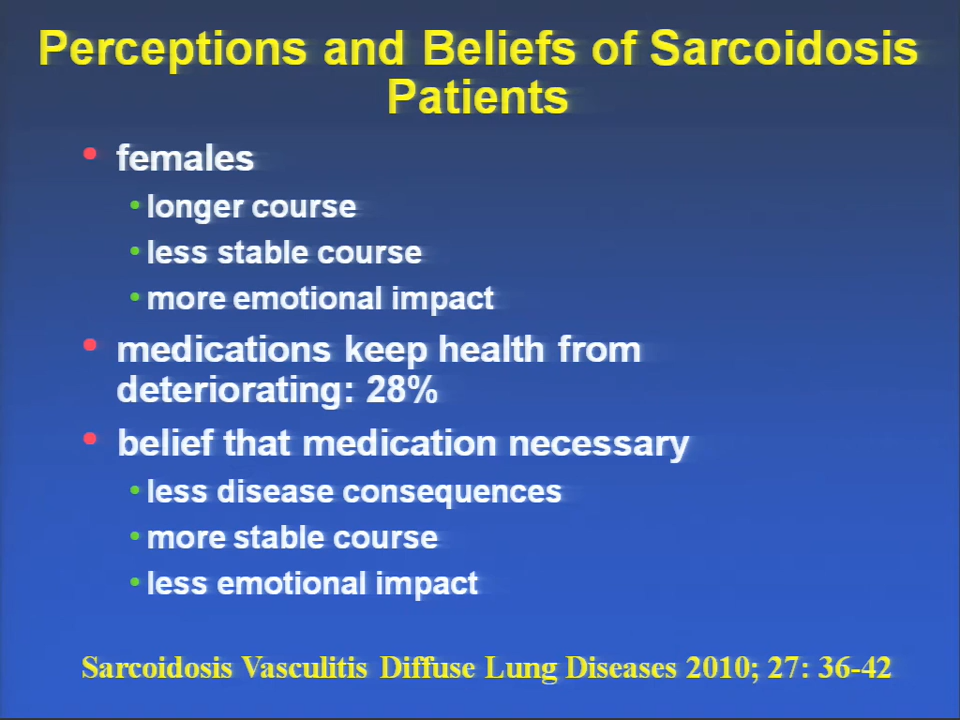 Perceptions and Beliefs of Sarcoidosis
Patients
• females
• longer course
• less stable course
• more emotional impact
• medications keep health from
deteriorating: 28%
• belief that medication necessary
• less disease consequences
• more stable course
• less emotional impact
Sarcoidosis Vasculitis Diffuse Lung Diseases 2010; 27: 36-42